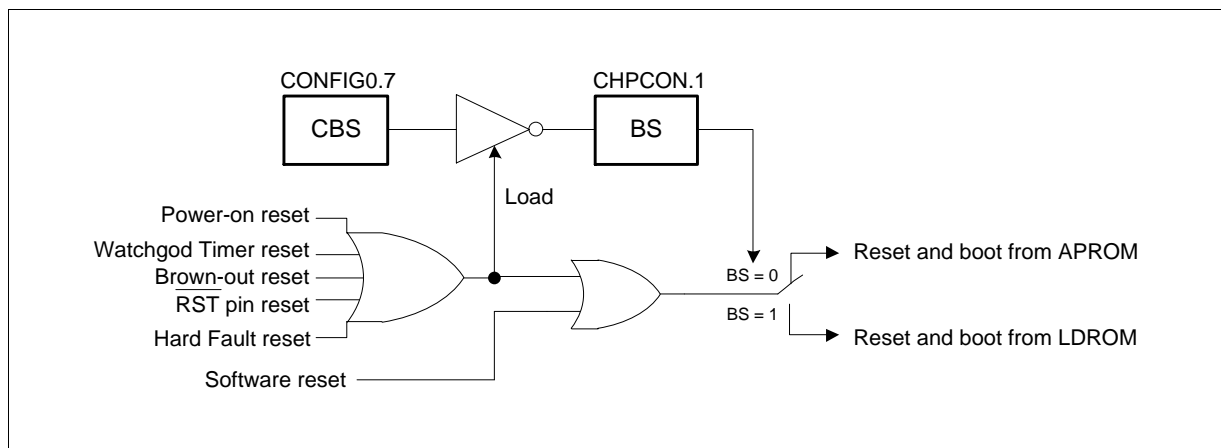 CONFIG0.7
CHPCON.1
CBS
BS
Load
Power-on reset
Watchgod Timer reset
Brown-out reset
RST pin reset
Hard Fault reset
Software reset
BS = 0
BS = 1
Reset and boot from APROM
Reset and boot from LDROM